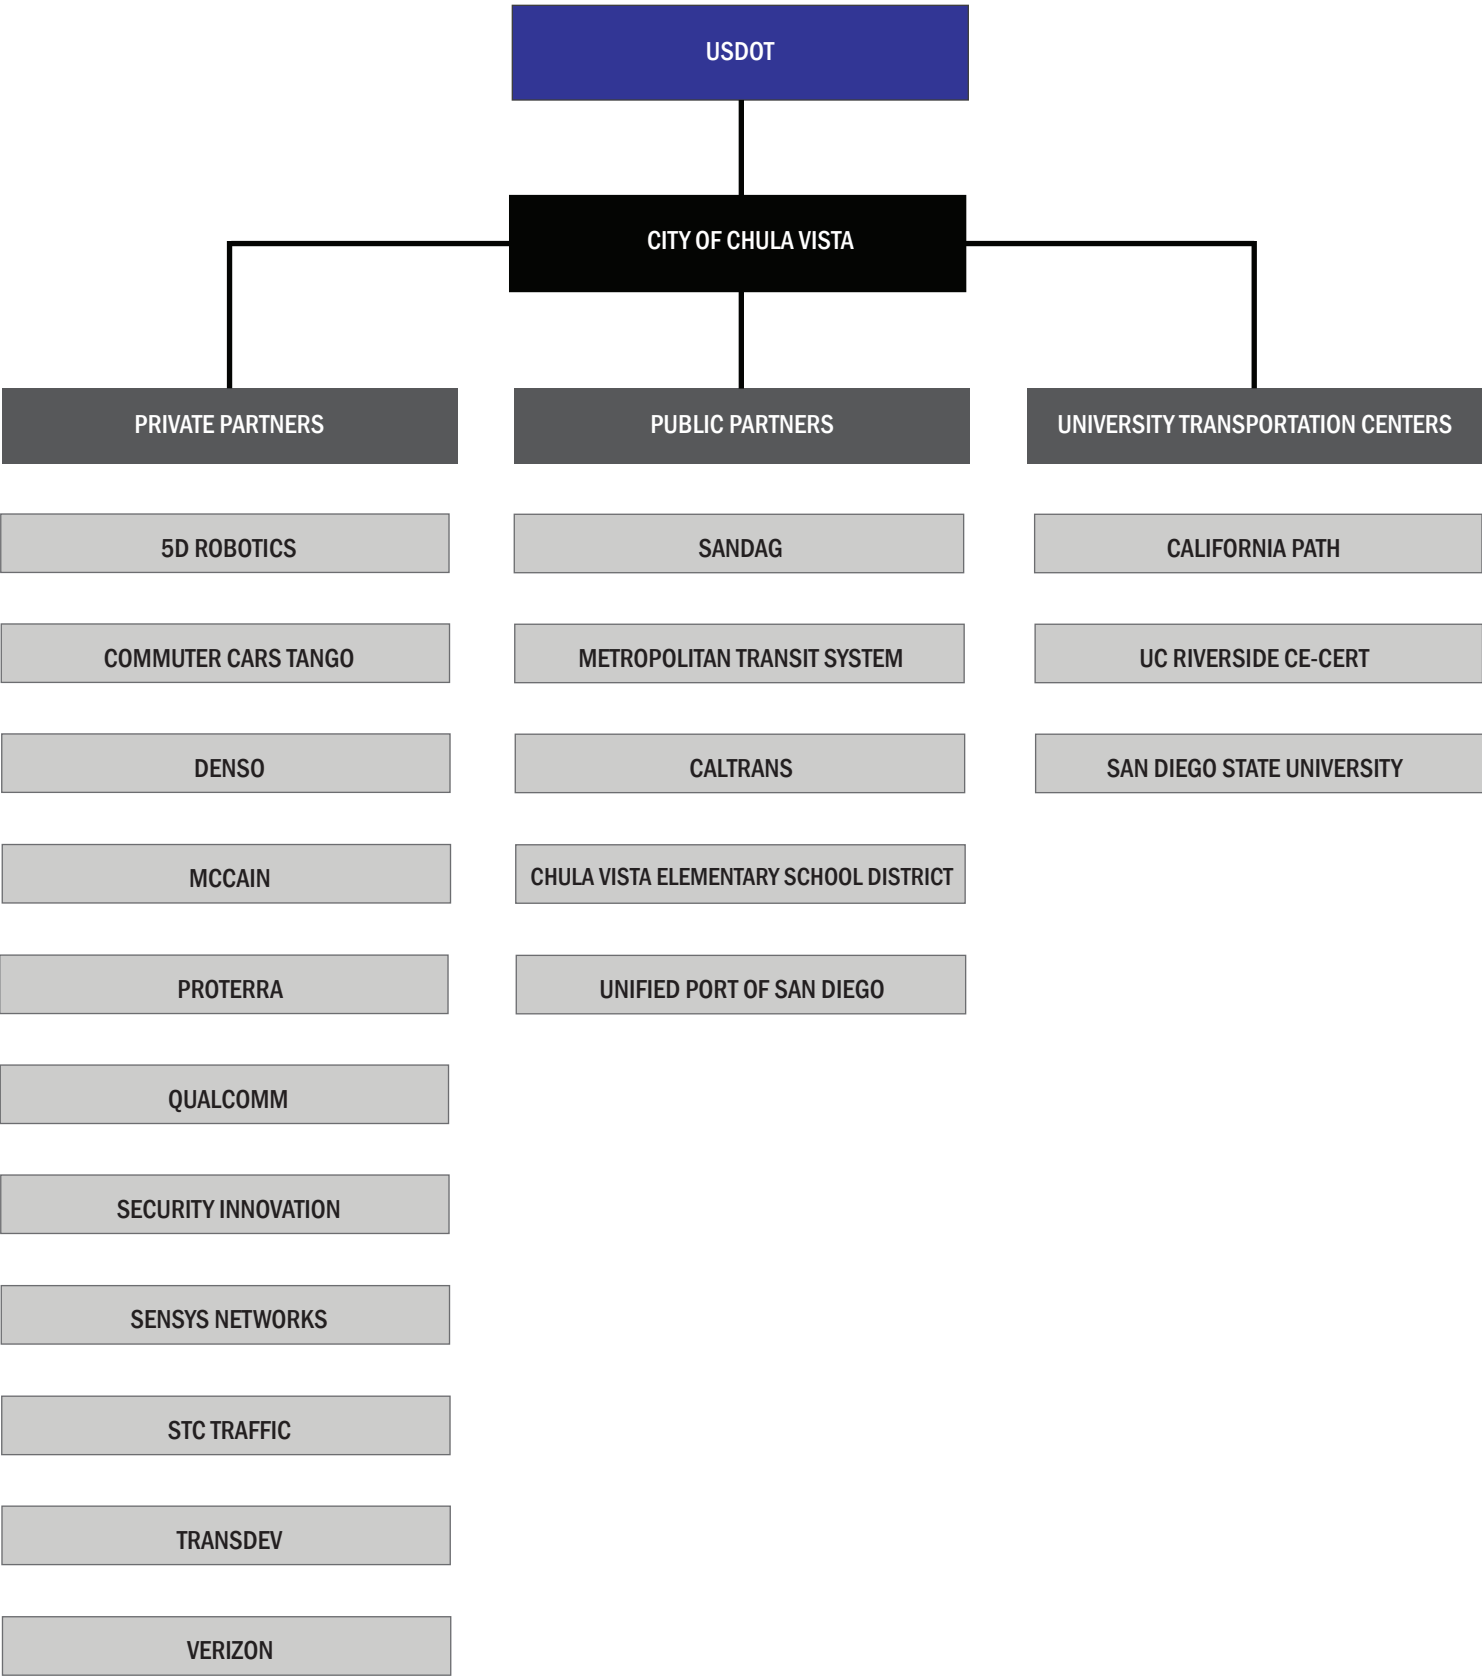 USDOT
CITY OF CHULA VISTA
PRIVATE PARTNERS
PUBLIC PARTNERS
UNIVERSITY TRANSPORTATION CENTERS
5D ROBOTICS
SANDAG
CALIFORNIA PATH
COMMUTER CARS TANGO
METROPOLITAN TRANSIT SYSTEM
UC RIVERSIDE CE-CERT
DENSO
CALTRANS
SAN DIEGO STATE UNIVERSITY
MCCAIN
CHULA VISTA ELEMENTARY SCHOOL DISTRICT
PROTERRA
UNIFIED PORT OF SAN DIEGO
QUALCOMM
SECURITY INNOVATION
SENSYS NETWORKS
STC TRAFFIC
TRANSDEV
VERIZON